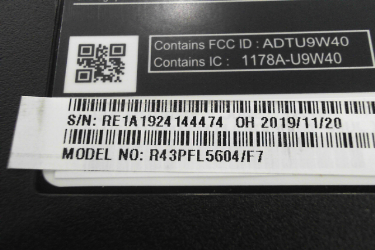 Contains FCC ID : ADTU9W40
Contains IC : 1178A-U9W40
S/N: RE1A1924144474 OH 2019/11/20
MODEL NO: R43PFL5604/F7